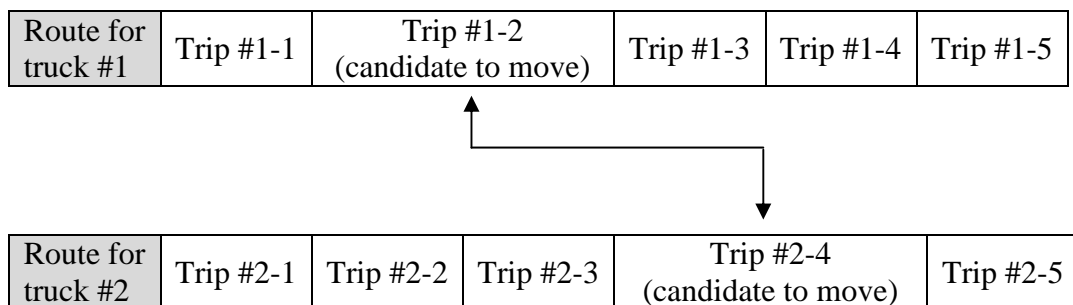 Route for
truck #1
Trip #1-1
Trip #1-2
(candidate to move)
Trip #1-3
Trip #1-4
Trip #1-5
Route for
truck #2
Trip #2-1
Trip #2-2
Trip #2-3
Trip #2-4
(candidate to move)
Trip #2-5